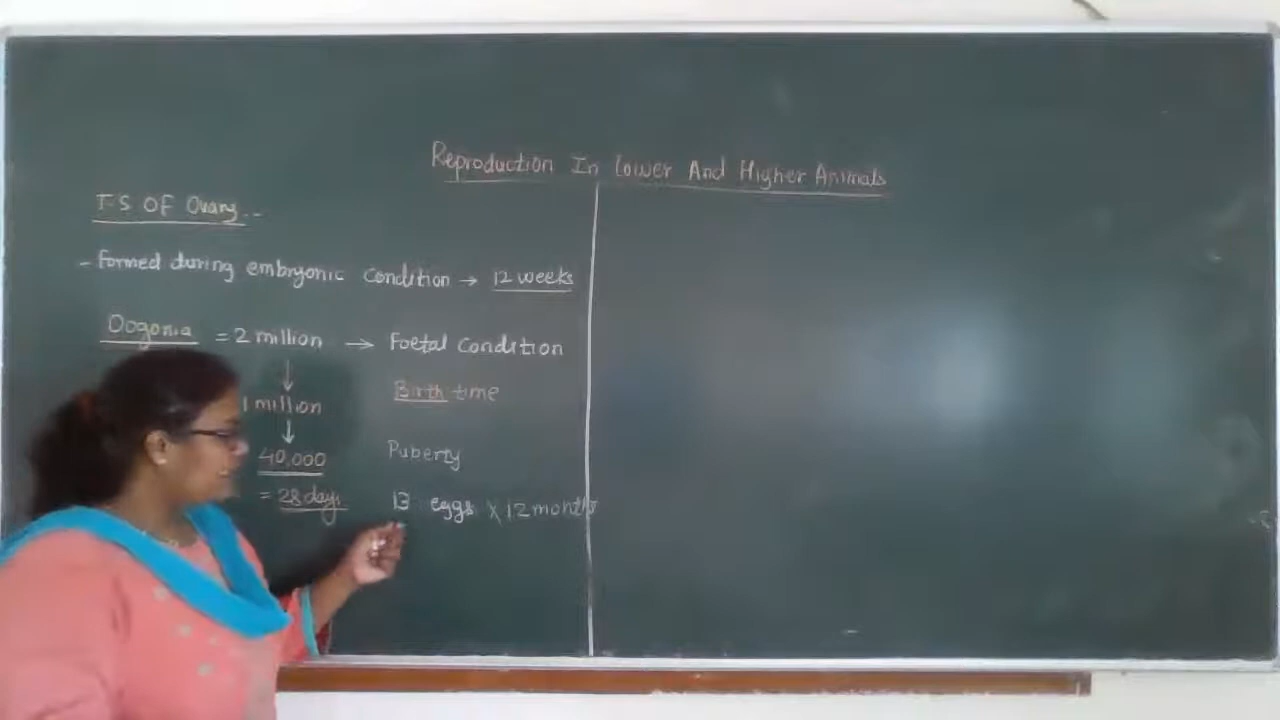 Reproduction In Lower And Higher Animals
T.S OF Ovary..
- Formed during embryonic condition → 12 weeks
Oogonia = 2 million → Foetal Condition
↓
1 million Birth time
↓
40,000 Puberty
= 28 days 13 eggs x 12 months